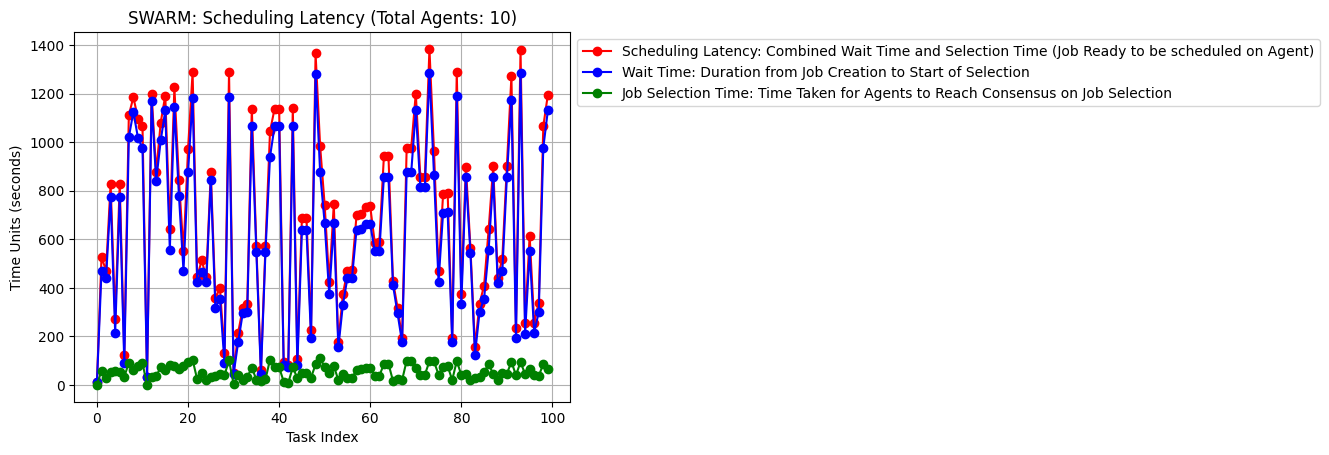 SWARM: Scheduling Latency (Total Agents: 10)
Scheduling Latency: Combined Wait Time and Selection Time (Job Ready to be scheduled on Agent)
Wait Time: Duration from Job Creation to Start of Selection
Job Selection Time: Time Taken for Agents to Reach Consensus on Job Selection
Time Units (seconds)
1400
1200
1000
800
600
400
200
0
0 20 40 60 80 100
Task Index